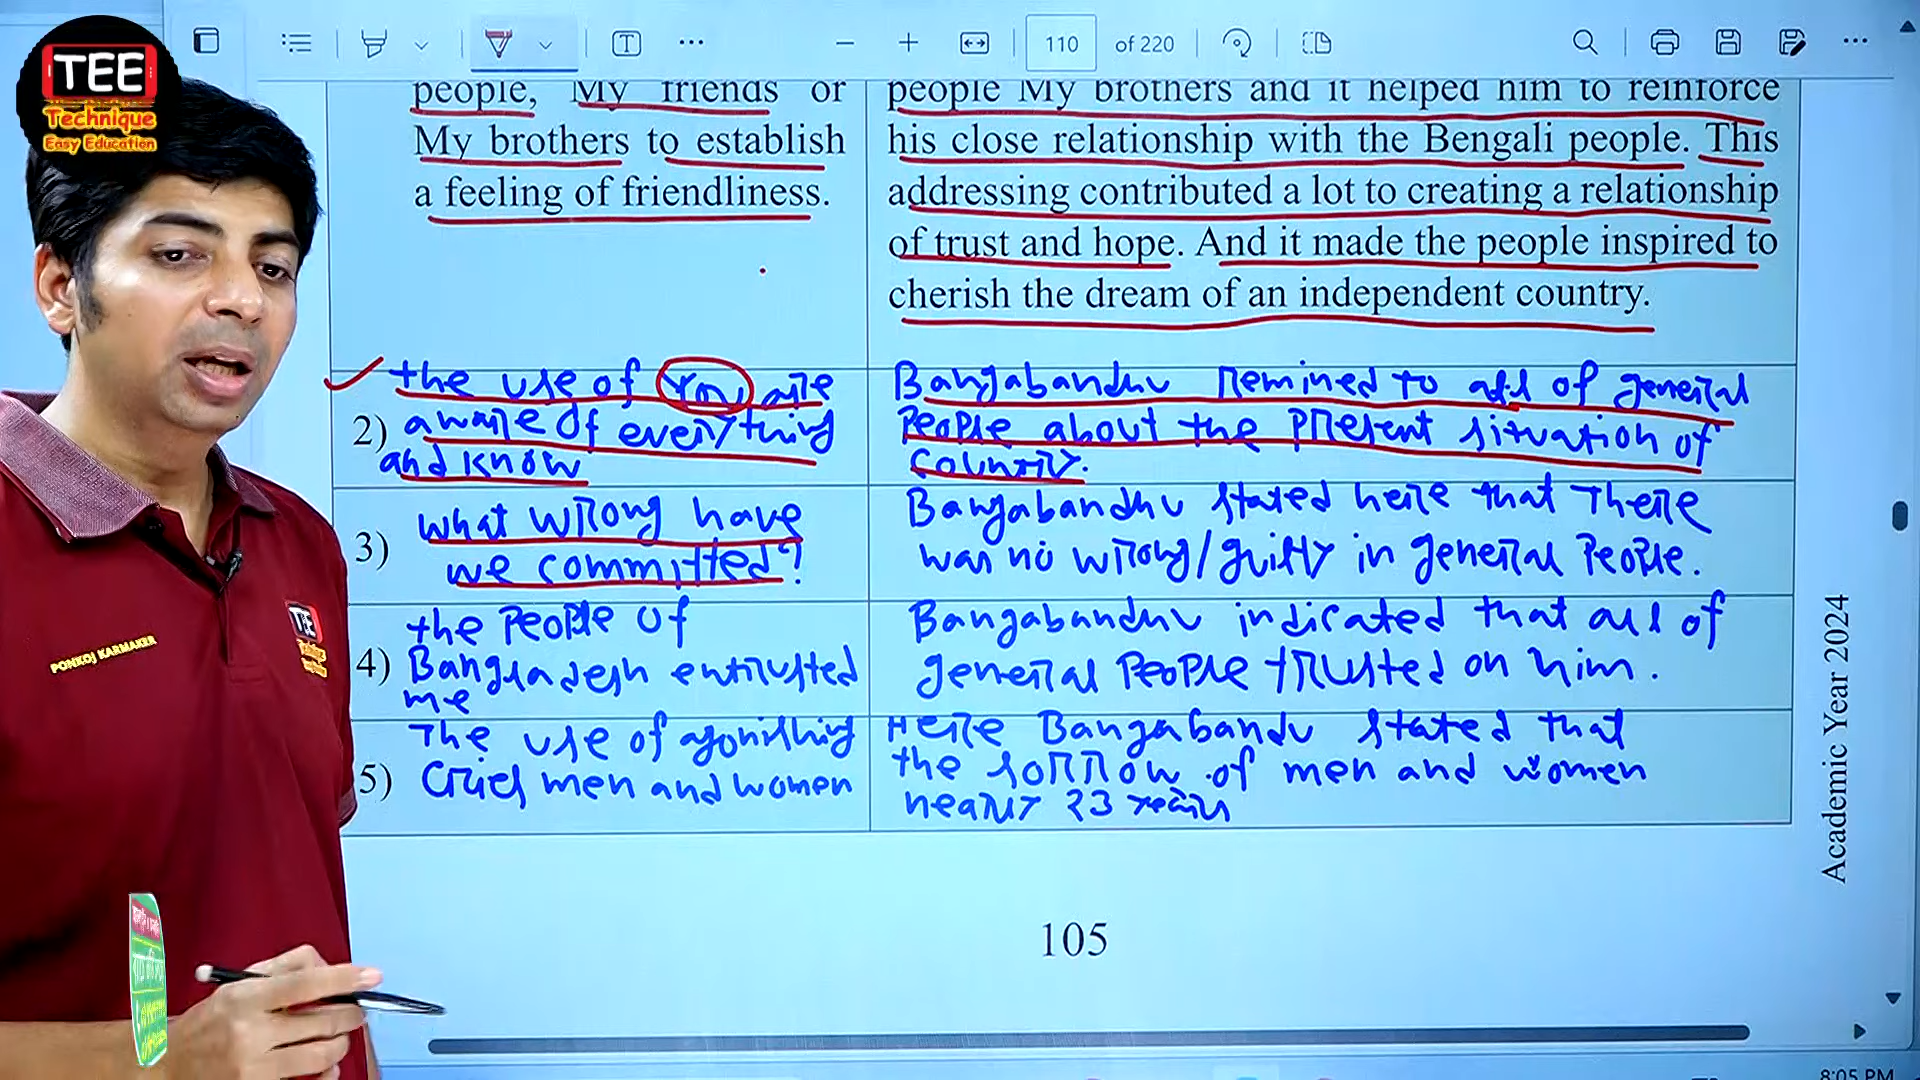 TEE
Technique
Easy Education
110 of 220
people, My friends or
My brothers to establish
a feeling of friendliness.
people My brothers and it helped him to reinforce
his close relationship with the Bengali people. This
addressing contributed a lot to creating a relationship
of trust and hope. And it made the people inspired to
cherish the dream of an independent country.
2) the use of You are
aware of everything
and know
Bangabandhu remined to all of general
People about the Present situation of
country.
3) what wrong have
we committed?
Bangabandhu stated here that There
was no wrong/guilty in general People.
4) the People of
Bangladesh entrusted
me
Bangabandhu indicated that all of
general People trusted on him.
5) The use of agonishing
Cries men and women
Here Bangabandu stated that
the sorrow of men and women
nearly 23 years
105
Academic Year 2024
TEE
PONKOJ KARMAKER
8:05 PM